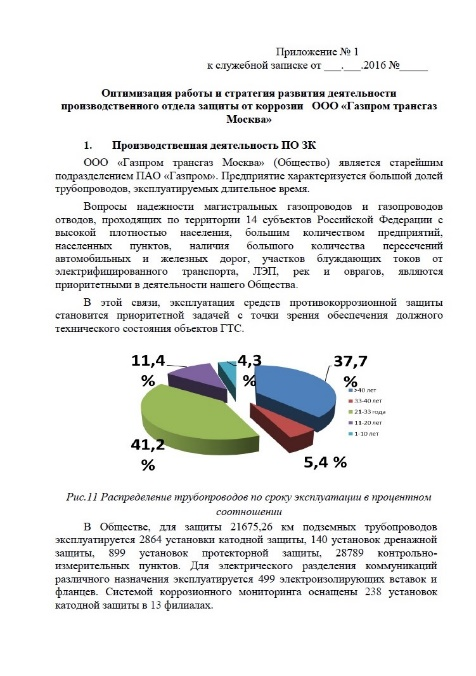 Приложение № 1
к служебной записке от ___.___.2016 №_____
Оптимизация работы и стратегия развития деятельности
производственного отдела защиты от коррозии ООО «Газпром трансгаз
Москва»
1. Производственная деятельность ПО ЗК
ООО «Газпром трансгаз Москва» (Общество) является старейшим
подразделением ПАО «Газпром». Предприятие характеризуется большой долей
трубопроводов, эксплуатируемых длительное время.
Вопросы надежности магистральных газопроводов и газопроводов
отводов, проходящих по территории 14 субъектов Российской Федерации с
высокой плотностью населения, большим количеством предприятий,
населенных пунктов, наличия большого количества пересечений
автомобильных и железных дорог, участков блуждающих токов от
электрифицированного транспорта, ЛЭП, рек и оврагов, являются
приоритетными в деятельности нашего Общества.
В этой связи, эксплуатация средств противокоррозионной защиты
становится приоритетной задачей с точки зрения обеспечения должного
технического состояния объектов ГТС.
11,4
%
4,3
%
37,7
%
>40 лет
33-40 лет
21-33 года
11-20 лет
1-10 лет
41,2
%
5,4 %
Рис.11 Распределение трубопроводов по сроку эксплуатации в процентном
соотношении
В Обществе, для защиты 21675,26 км подземных трубопроводов
эксплуатируется 2864 установки катодной защиты, 140 установок дренажной
защиты, 899 установок протекторной защиты, 28789 контрольно-
измерительных пунктов. Для электрического разделения коммуникаций
различного назначения эксплуатируется 499 электроизолирующих вставок и
фланцев. Системой коррозионного мониторинга оснащены 238 установок
катодной защиты в 13 филиалах.